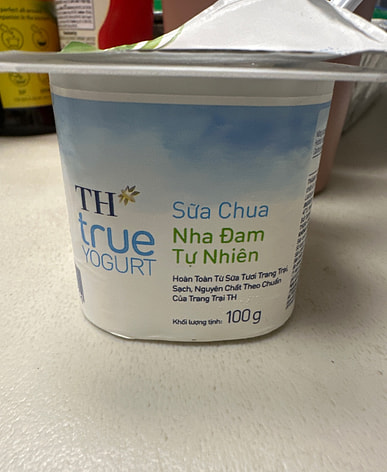 TH
true
YOGURT
Sữa Chua
Nha Đam
Tự Nhiên
Hoàn Toàn Từ Sữa Tươi Trang Trại,
Sạch, Nguyên Chất Theo Chuẩn
Của Trang Trại TH
Khối lượng tịnh: 100g